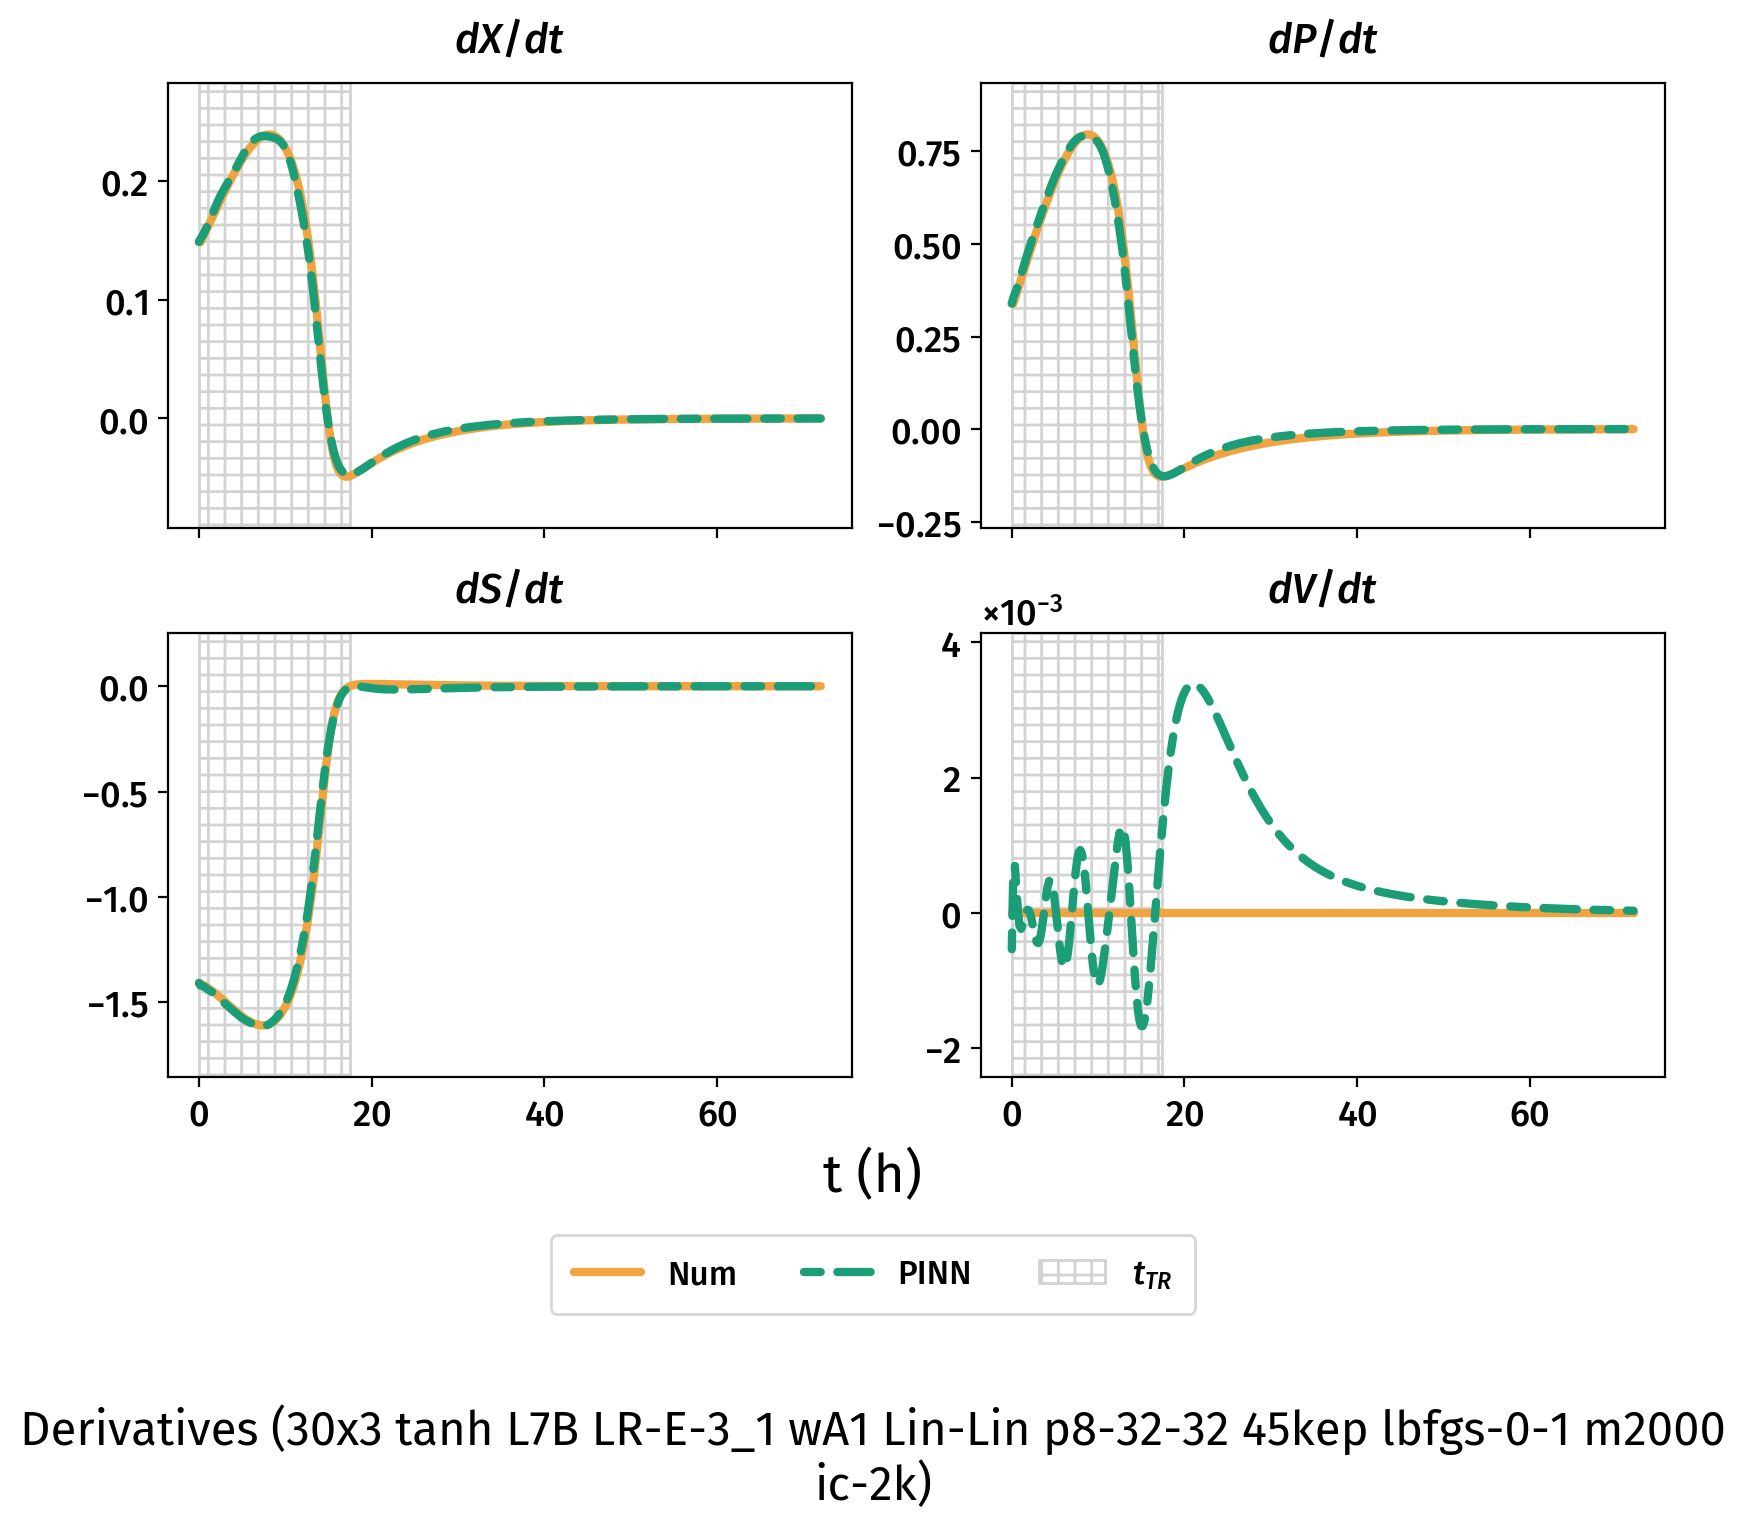 dX/dt
dP/dt
0.2
0.1
0.0
0.75
0.50
0.25
0.00
−0.25
dS/dt
dV/dt
×10⁻³
0.0
−0.5
−1.0
−1.5
4
2
0
−2
0 20 40 60
0 20 40 60
t (h)
Num PINN t_TR
Derivatives (30x3 tanh L7B LR-E-3_1 wA1 Lin-Lin p8-32-32 45kep lbfgs-0-1 m2000
ic-2k)